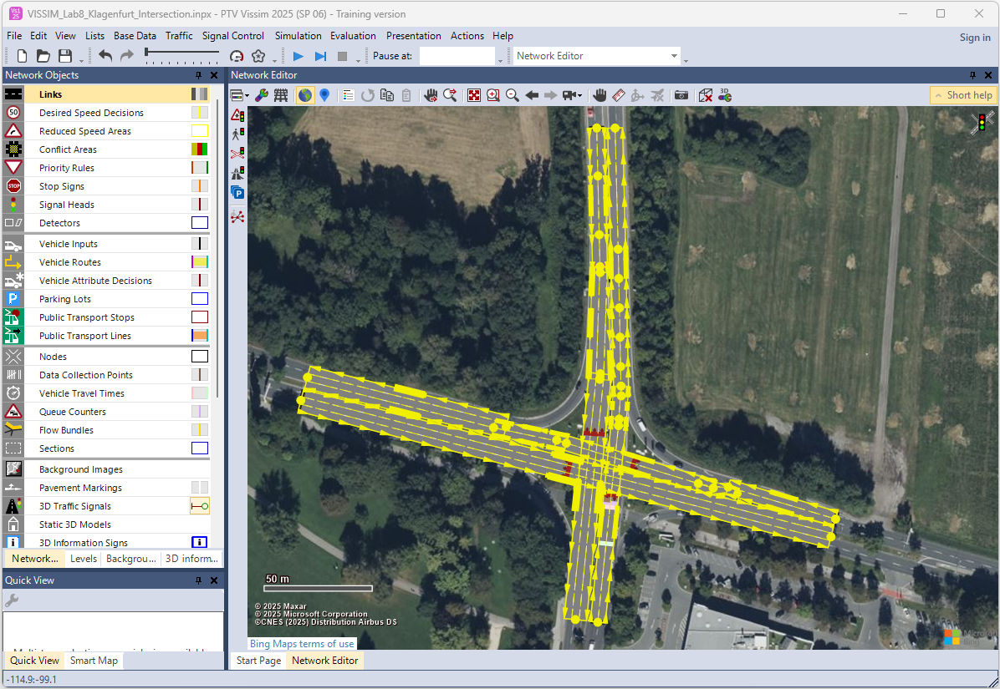 VISSIM_Lab8_Klagenfurt_Intersection.inpx - PTV Vissim 2025 (SP 06) - Training version
File Edit View Lists Base Data Traffic Signal Control Simulation Evaluation Presentation Actions Help
Sign in
Pause at:
Network Editor
Network Objects
Network Editor
Short help
Links
50
Desired Speed Decisions
Reduced Speed Areas
Conflict Areas
Priority Rules
STOP
Stop Signs
Signal Heads
Detectors
Vehicle Inputs
Vehicle Routes
Vehicle Attribute Decisions
P
Parking Lots
Public Transport Stops
Public Transport Lines
Nodes
Data Collection Points
Vehicle Travel Times
Queue Counters
Flow Bundles
Sections
Background Images
Pavement Markings
3D Traffic Signals
Static 3D Models
3D Information Signs
Network... Levels Backgrou... 3D inform...
Quick View
Quick View Smart Map
50 m
© 2025 Maxar
© 2025 Microsoft Corporation
©CNES (2025) Distribution Airbus DS
Bing Maps terms of use
Start Page Network Editor
-114.9:-99.1